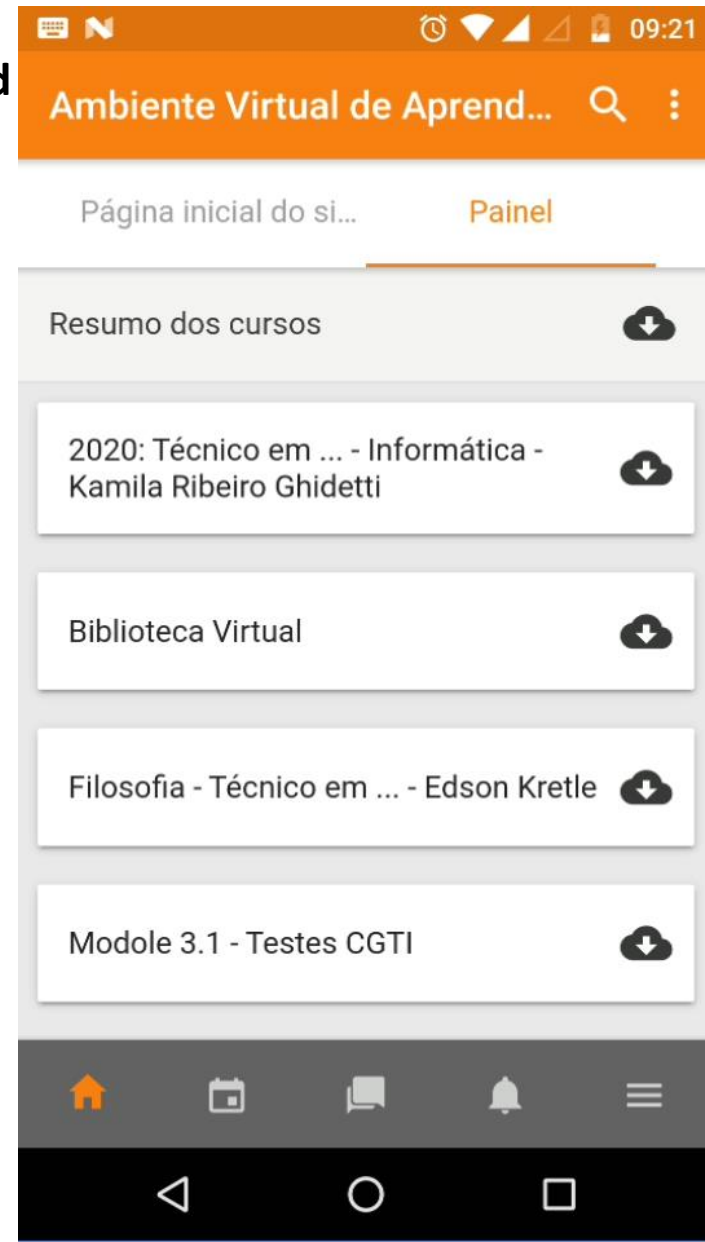 09:21
d
Ambiente Virtual de Aprend...
Página inicial do si...
Painel
Resumo dos cursos
2020: Técnico em ... - Informática -
Kamila Ribeiro Ghidetti
Biblioteca Virtual
Filosofia - Técnico em ... - Edson Kretle
Modole 3.1 - Testes CGTI